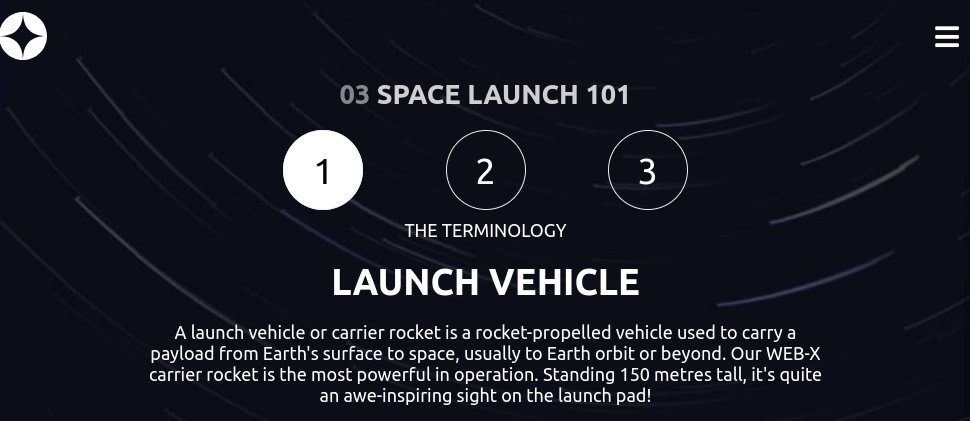 03 SPACE LAUNCH 101
1 2 3
THE TERMINOLOGY
LAUNCH VEHICLE
A launch vehicle or carrier rocket is a rocket-propelled vehicle used to carry a
payload from Earth's surface to space, usually to Earth orbit or beyond. Our WEB-X
carrier rocket is the most powerful in operation. Standing 150 metres tall, it's quite
an awe-inspiring sight on the launch pad!